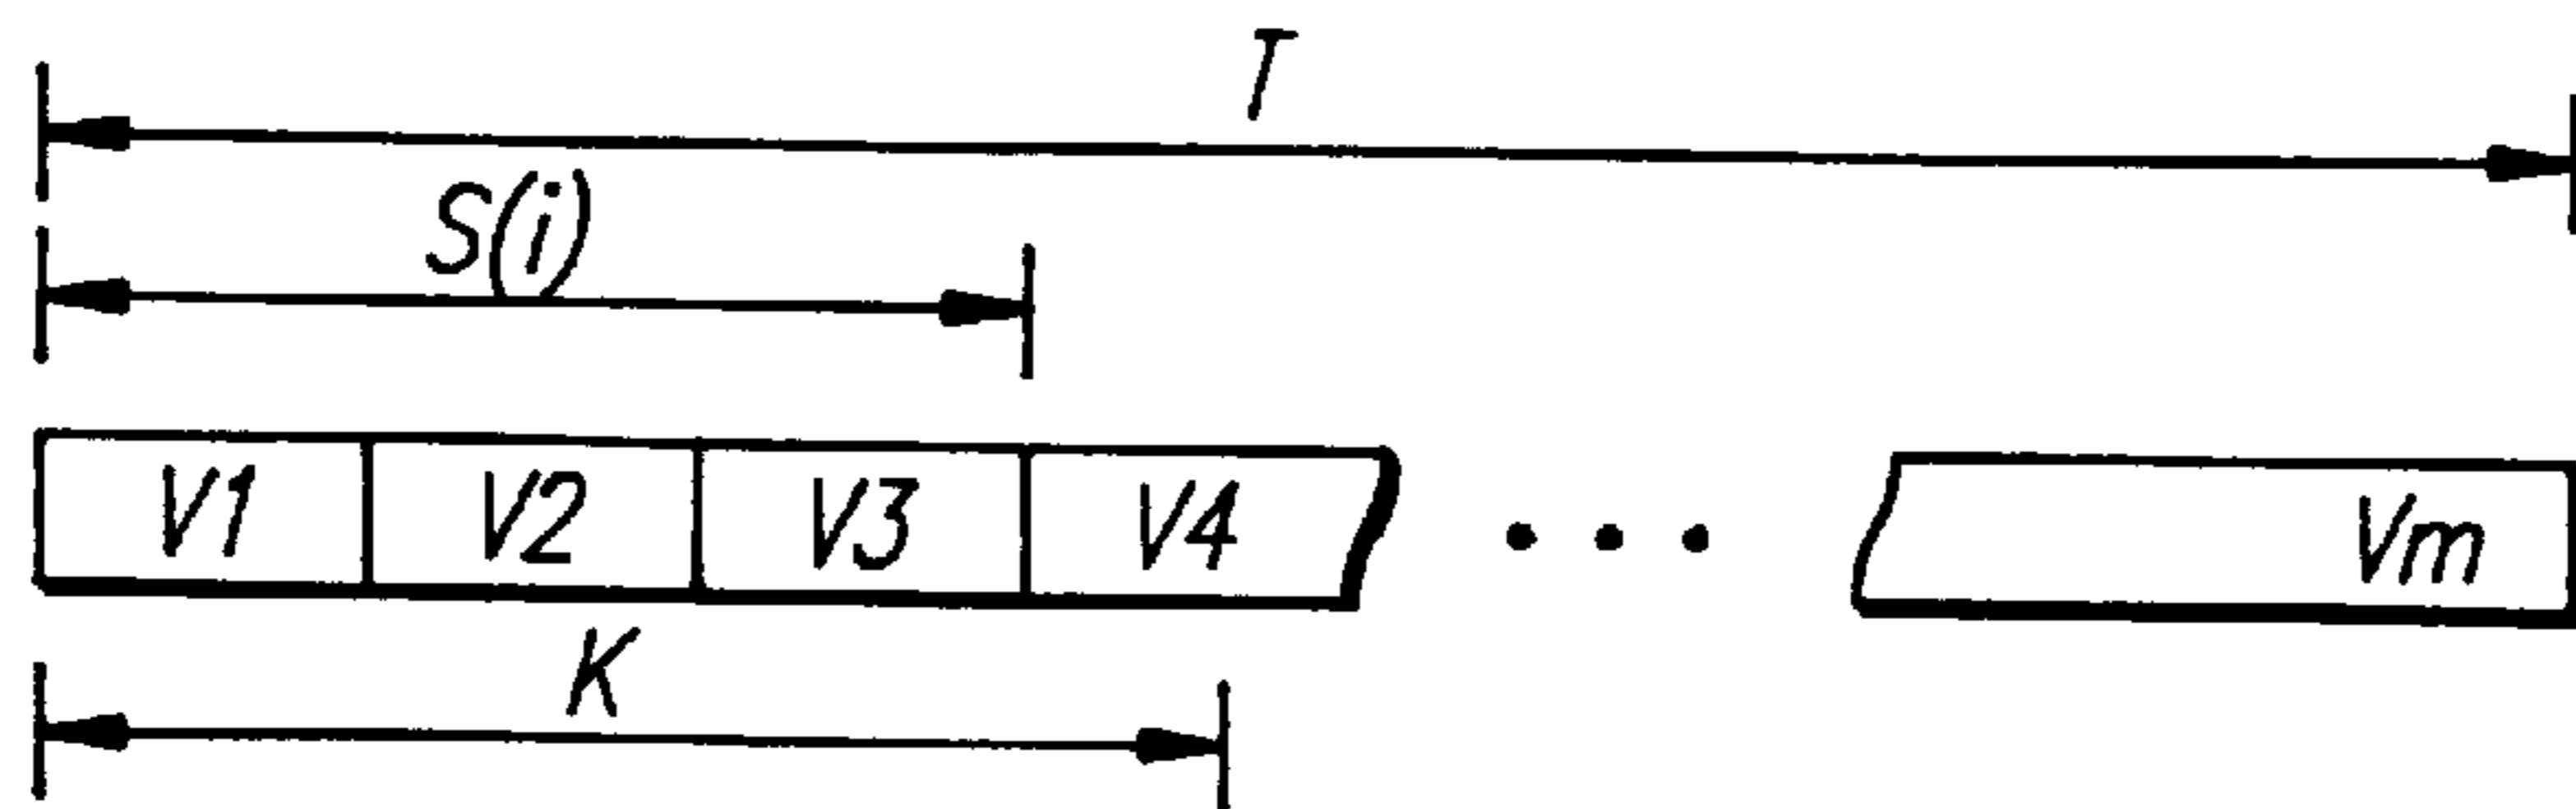 T
S(i)
V1 V2 V3 V4 • • • Vm
K